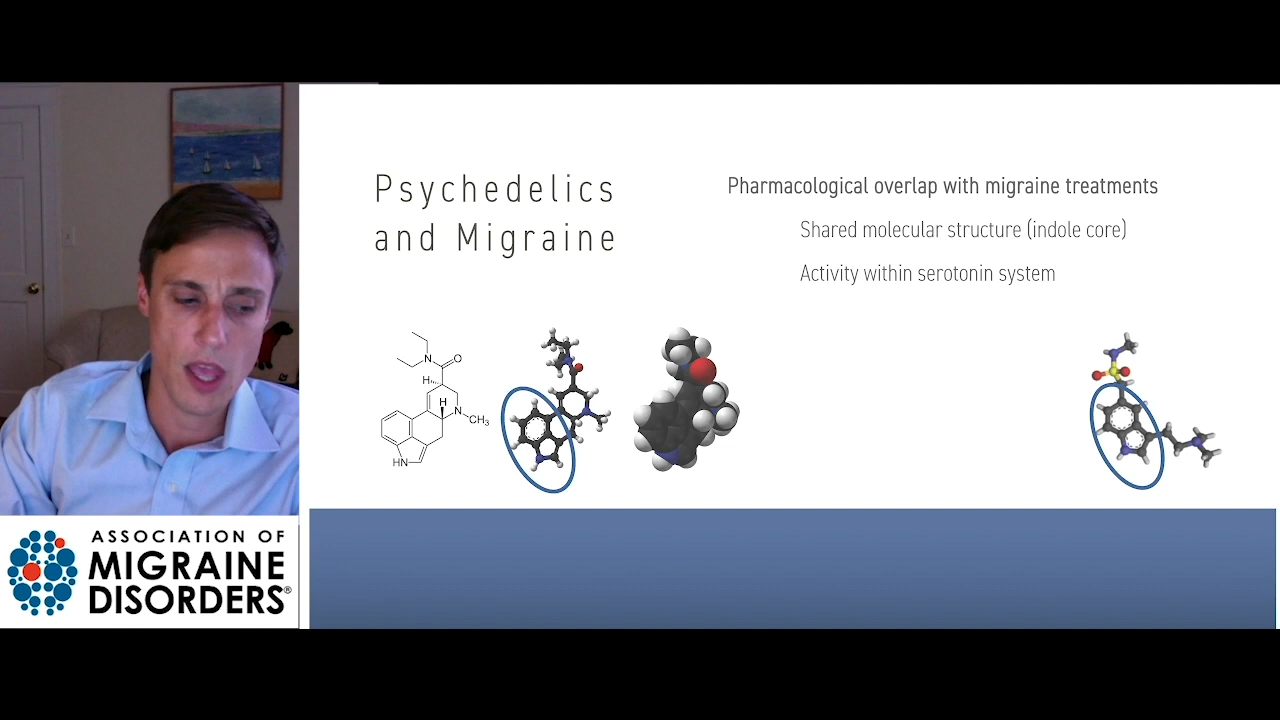 Psychedelics
and Migraine
Pharmacological overlap with migraine treatments
Shared molecular structure (indole core)
Activity within serotonin system
N
O
H
H
N
CH3
HN
ASSOCIATION OF
MIGRAINE
DISORDERS®